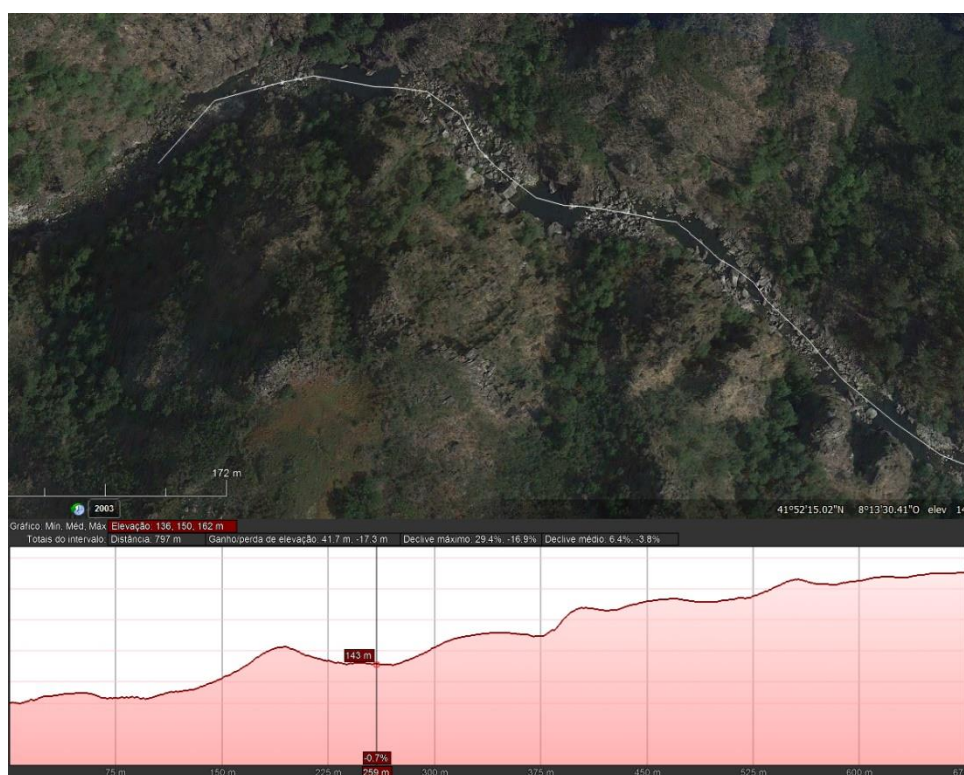 172 m
2003
41°52'15.02"N 8°13'30.41"O elev 14
Gráfico: Mín, Méd, Máx Elevação: 136, 150, 162 m
Totais do intervalo: Distância: 797 m Ganho/perda de elevação: 41.7 m, -17.3 m Declive máximo: 29.4%, -16.9% Declive médio: 6.4%, -3.8%
143 m
-0.7%
75 m 150 m 225 m 259 m 300 m 375 m 450 m 525 m 600 m 67